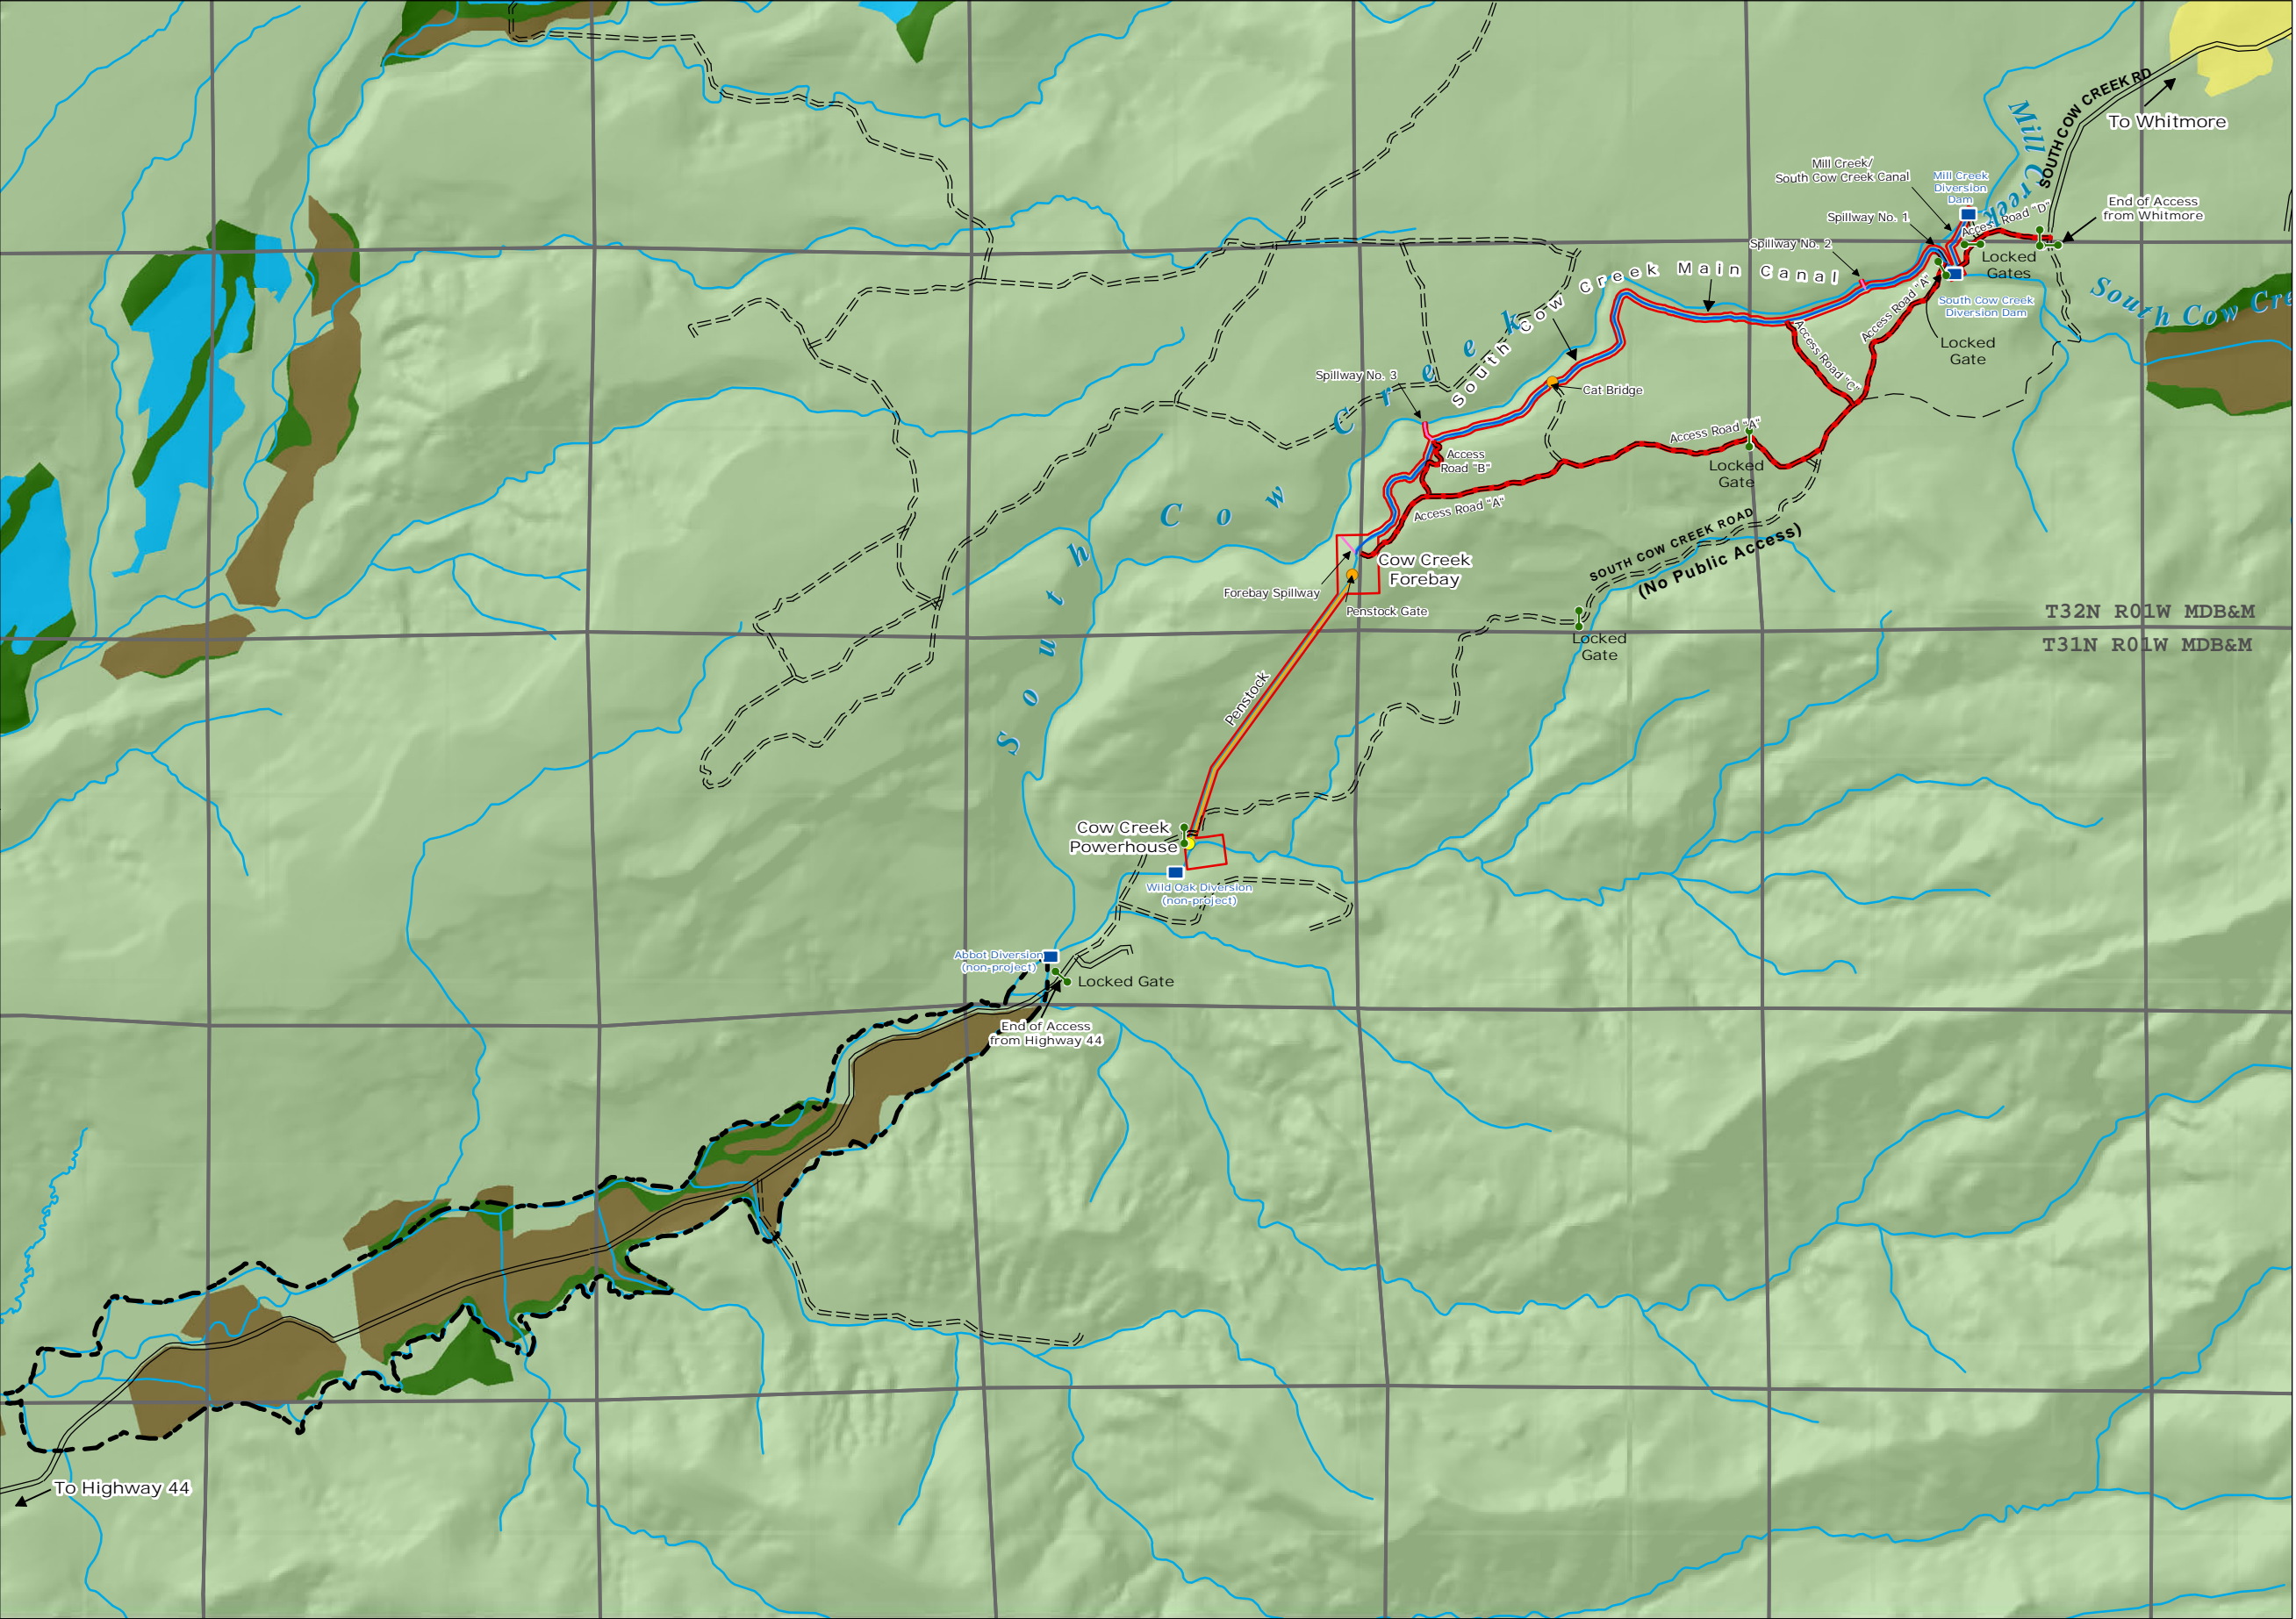 SOUTH COW CREEK RD
To Whitmore
Mill Creek
Mill Creek/
South Cow Creek Canal
Mill Creek
Diversion
Dam
End of Access
from Whitmore
Spillway No. 1
Access Road "D"
Spillway No. 2
Locked
Gates
South Cow Creek Main Canal
Access Road "A"
South Cow Creek
Diversion Dam
South Cow Cre
Locked
Gate
Access Road "C"
Spillway No. 3
Cat Bridge
South Cow Creek
Access
Road "B"
Access Road "A"
Locked
Gate
Access Road "A"
SOUTH COW CREEK ROAD
(No Public Access)
Cow Creek
Forebay
Forebay Spillway
Penstock Gate
T32N R01W MDB&M
T31N R01W MDB&M
Locked
Gate
Penstock
Cow Creek
Powerhouse
Wild Oak Diversion
(non-project)
Abbot Diversion
(non-project)
Locked Gate
End of Access
from Highway 44
To Highway 44